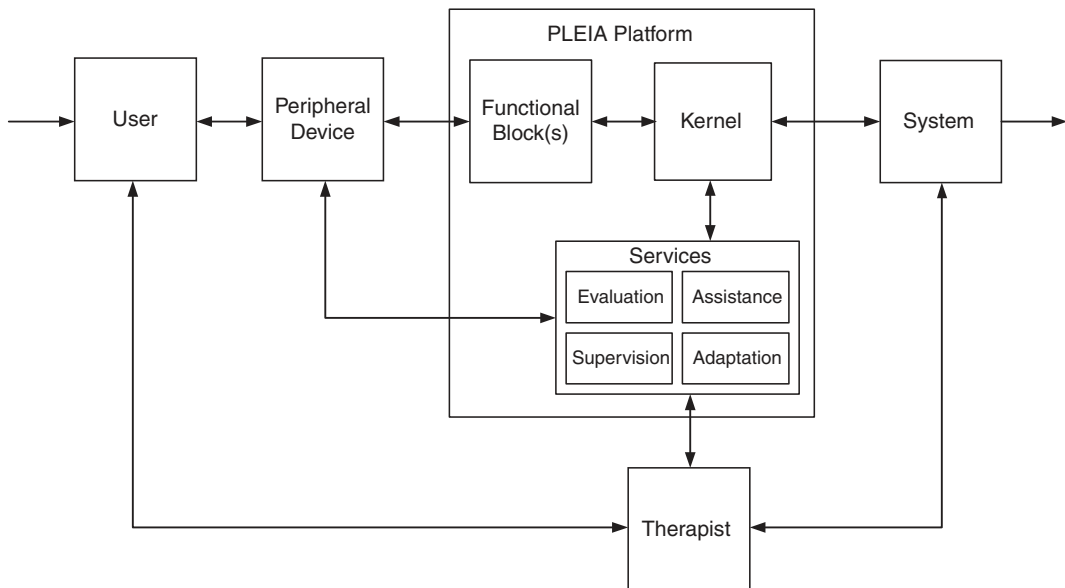 PLEIA Platform
User
Peripheral
Device
Functional
Block(s)
Kernel
System
Services
Evaluation
Assistance
Supervision
Adaptation
Therapist